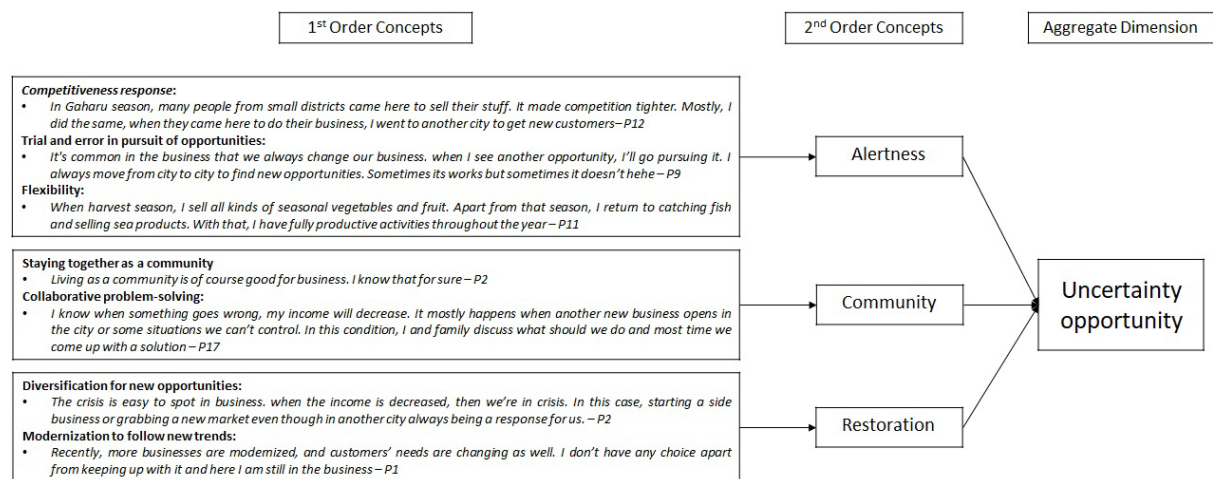 1st Order Concepts
2nd Order Concepts
Aggregate Dimension
Competitiveness response:
• In Gaharu season, many people from small districts came here to sell their stuff. It made competition tighter. Mostly, I
did the same, when they came here to do their business, I went to another city to get new customers–P12
Trial and error in pursuit of opportunities:
• It's common in the business that we always change our business. when I see another opportunity, I'll go pursuing it. I
always move from city to city to find new opportunities. Sometimes its works but sometimes it doesn't hehe – P9
Flexibility:
• When harvest season, I sell all kinds of seasonal vegetables and fruit. Apart from that season, I return to catching fish
and selling sea products. With that, I have fully productive activities throughout the year – P11
Alertness
Staying together as a community
• Living as a community is of course good for business. I know that for sure – P2
Collaborative problem-solving:
• I know when something goes wrong, my income will decrease. It mostly happens when another new business opens in
the city or some situations we can't control. In this condition, I and family discuss what should we do and most time we
come up with a solution – P17
Community
Uncertainty
opportunity
Diversification for new opportunities:
• The crisis is easy to spot in business. when the income is decreased, then we're in crisis. In this case, starting a side
business or grabbing a new market even though in another city always being a response for us. – P2
Modernization to follow new trends:
• Recently, more businesses are modernized, and customers' needs are changing as well. I don't have any choice apart
from keeping up with it and here I am still in the business – P1
Restoration